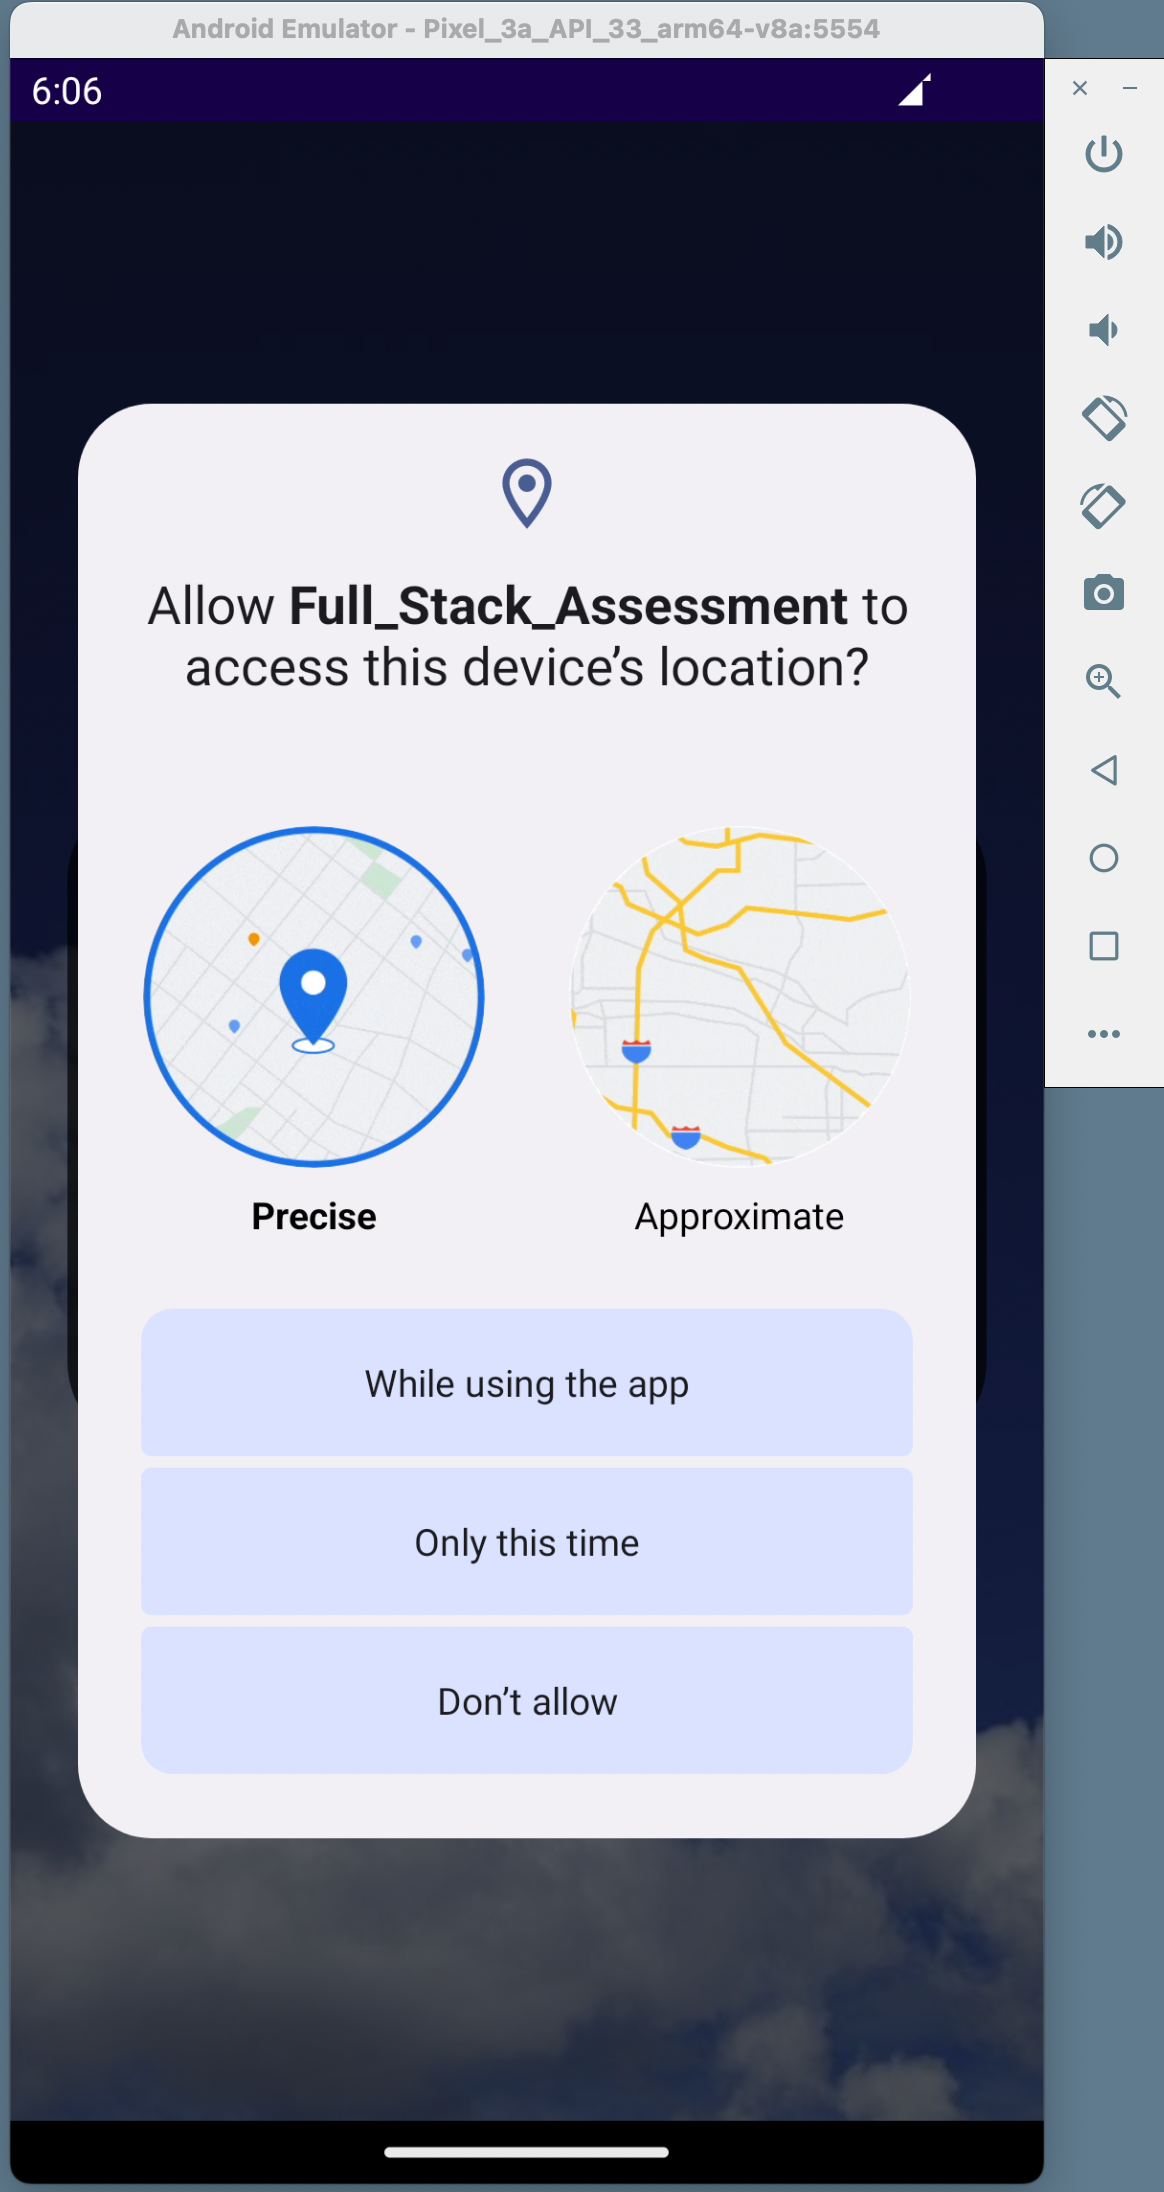 Android Emulator - Pixel_3a_API_33_arm64-v8a:5554
6:06
Allow Full_Stack_Assessment to
access this device’s location?
Precise
Approximate
While using the app
Only this time
Don’t allow